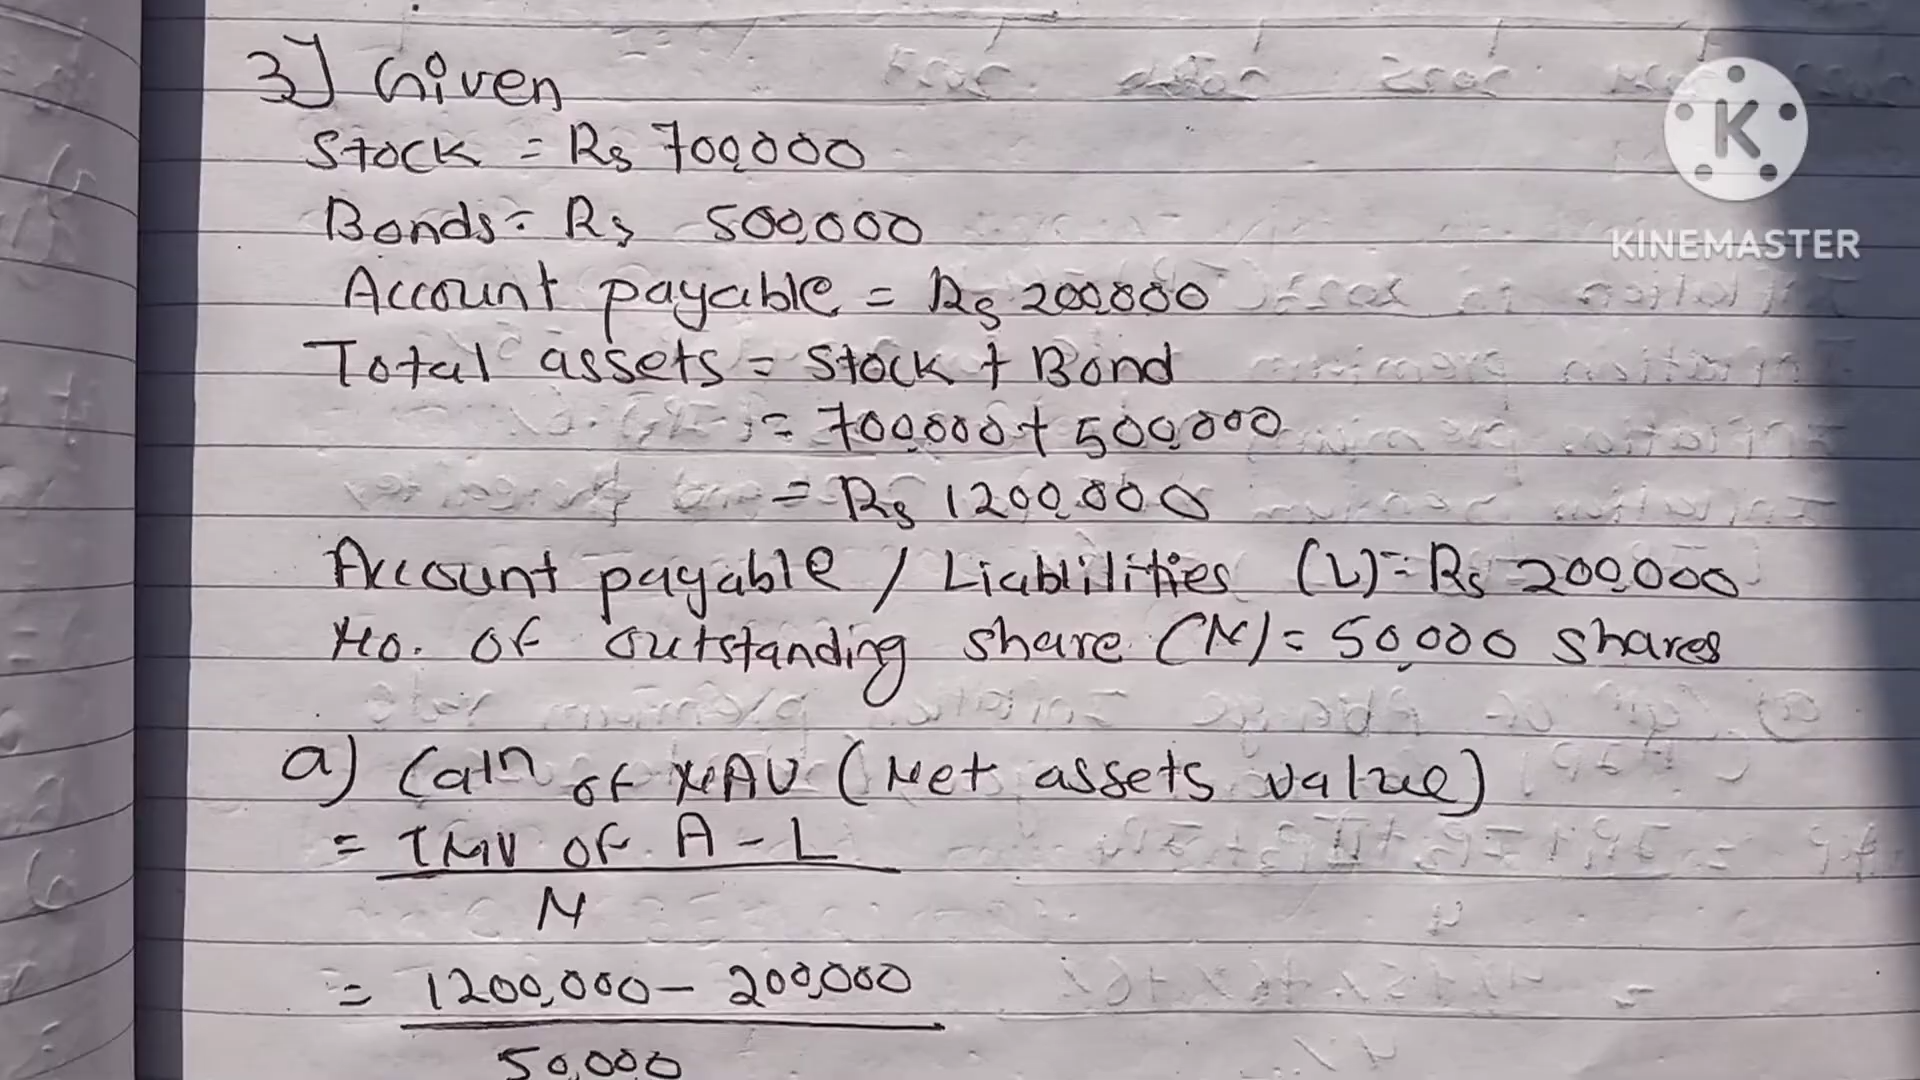 3] Given
Stock = Rs 700,000
Bonds = Rs 500,000
Account payable = Rs 200,000
Total assets = Stock + Bond
= 700,000 + 500,000
= Rs 1200,000
Account payable / Liablilities (L) = Rs 200,000
No. of outstanding share (N) = 50,000 shares
a) Caln of NAV (Net assets value)
= TMV of A - L
N
= 1200,000 - 200,000
50,000
K
KINEMASTER